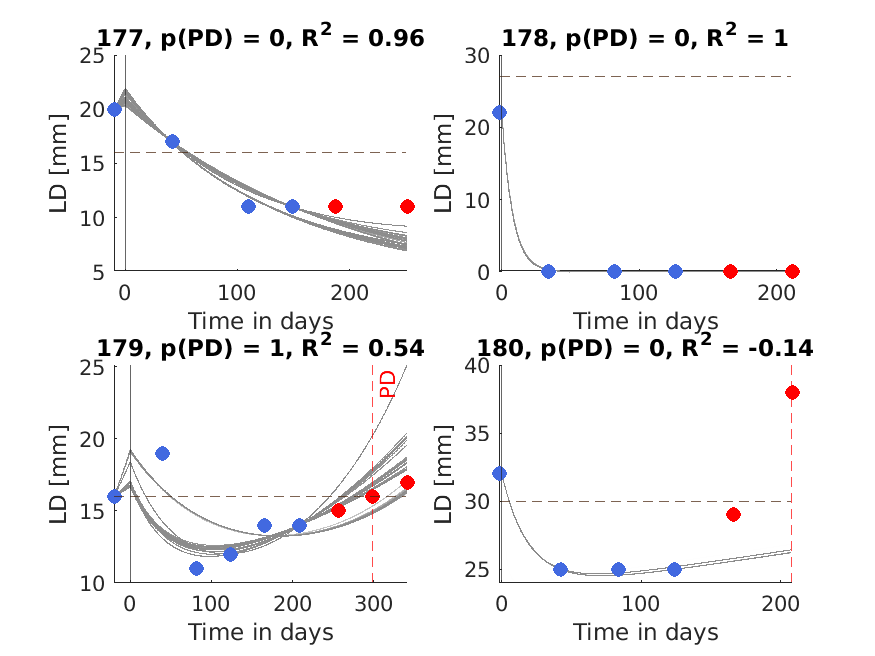 177, p(PD) = 0, R² = 0.96
25
20
15
10
5
LD [mm]
0
100
200
Time in days
178, p(PD) = 0, R² = 1
30
20
10
0
LD [mm]
0
100
200
Time in days
179, p(PD) = 1, R² = 0.54
25
20
15
10
LD [mm]
PD
0
100
200
300
Time in days
180, p(PD) = 0, R² = -0.14
40
35
30
25
LD [mm]
0
100
200
Time in days